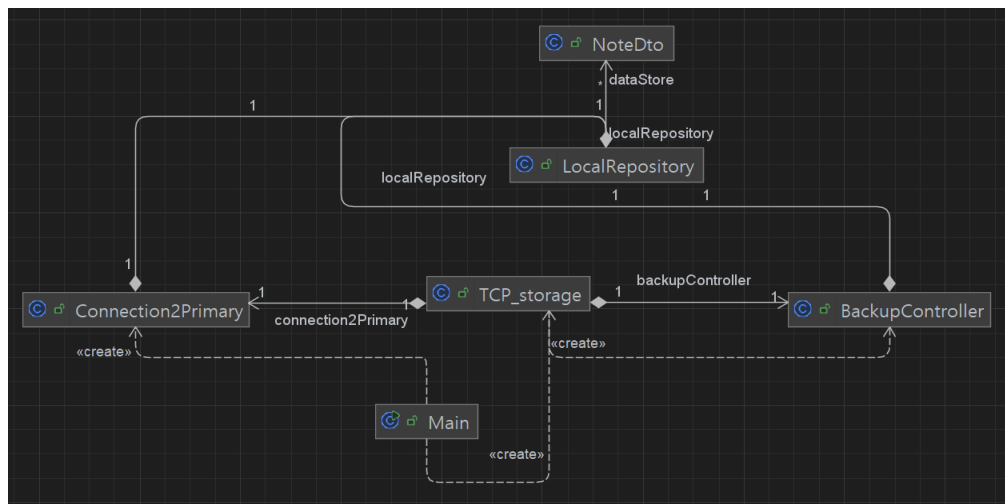 NoteDto
* dataStore
1
1
localRepository
LocalRepository
localRepository
1
1
1
TCP_storage
backupController
1
1
1
1
Connection2Primary
connection2Primary
BackupController
«create»
«create»
Main
«create»